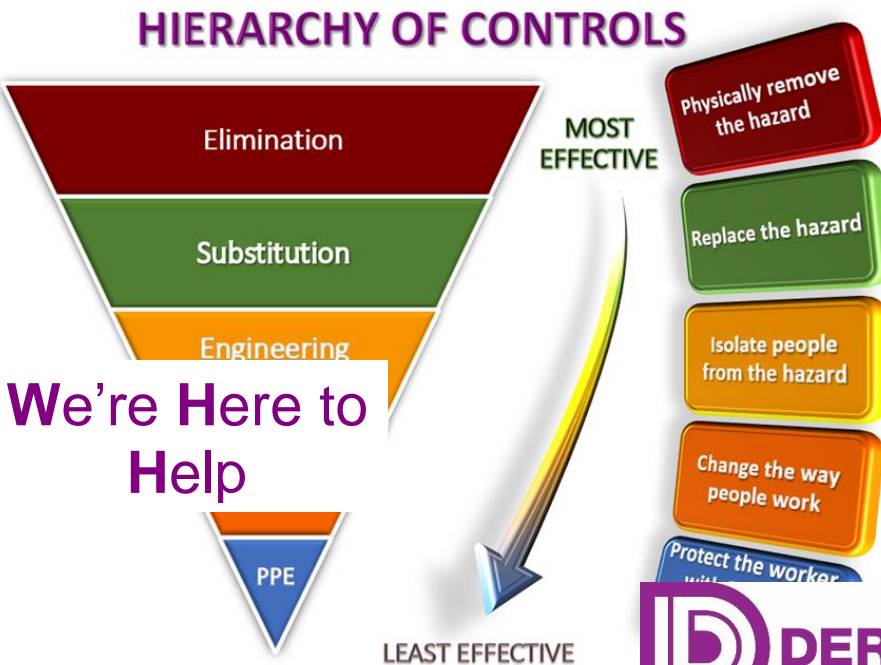 HIERARCHY OF CONTROLS
Elimination
Substitution
Engineering
We're Here to
Help
PPE
MOST
EFFECTIVE
LEAST EFFECTIVE
Physically remove
the hazard
Replace the hazard
Isolate people
from the hazard
Change the way
people work
Protect the worker
DER